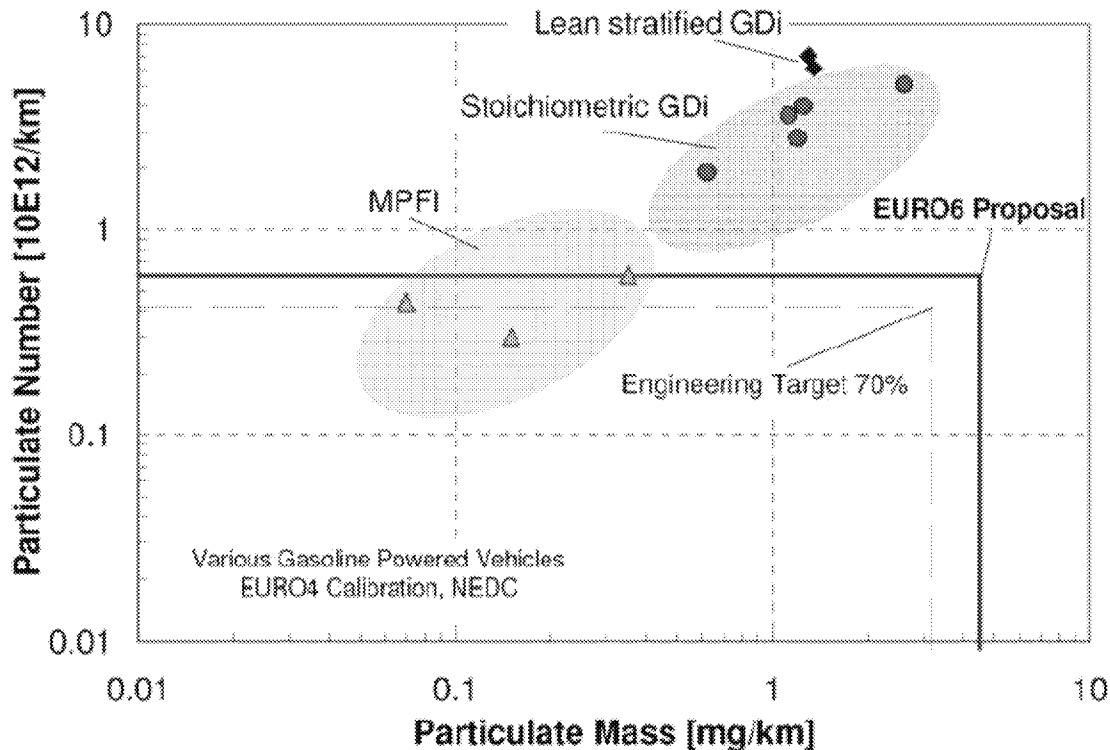 10
Lean stratified GDi
Stoichiometric GDi
MPFI
EURO6 Proposal
1
Engineering Target 70%
0.1
Various Gasoline Powered Vehicles
EURO4 Calibration, NEDC
0.01
0.01 0.1 1 10
Particulate Mass [mg/km]
Particulate Number [10E12/km]